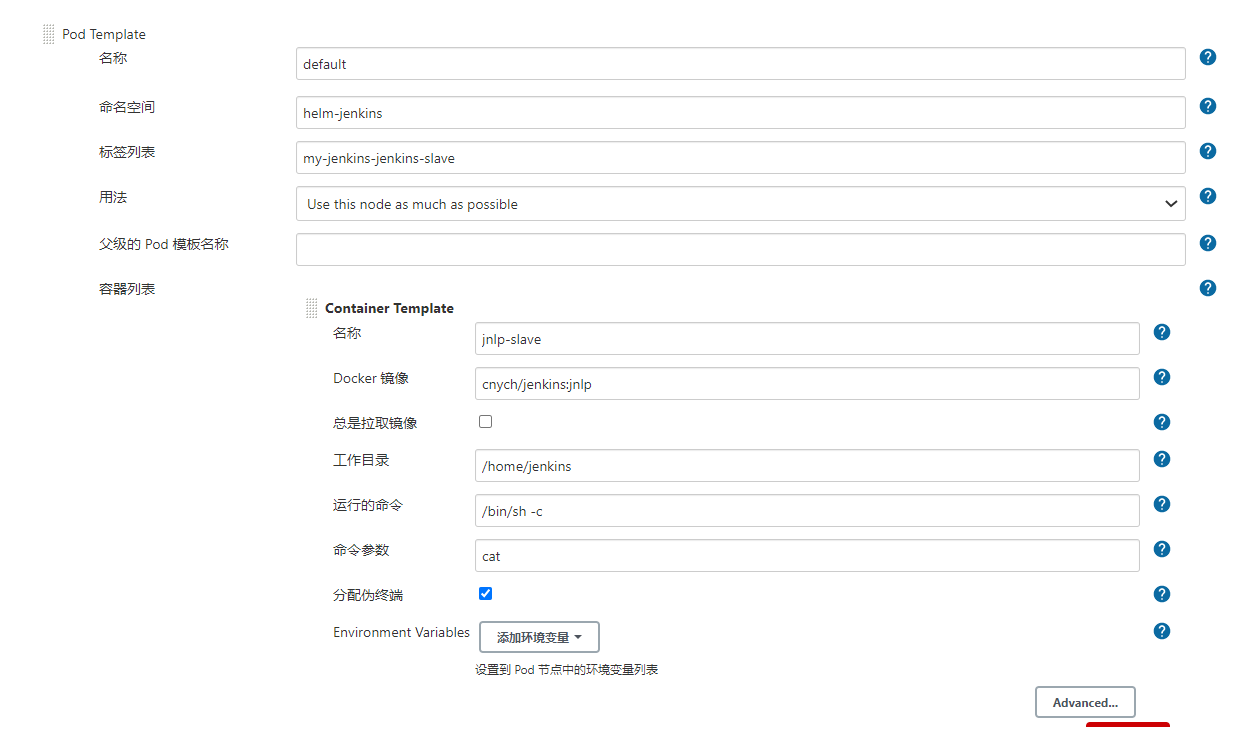 Pod Template
名称
default
命名空间
helm-jenkins
标签列表
my-jenkins-jenkins-slave
用法
Use this node as much as possible
父级的 Pod 模板名称
容器列表
Container Template
名称
jnlp-slave
Docker 镜像
cnych/jenkins:jnlp
总是拉取镜像
工作目录
/home/jenkins
运行的命令
/bin/sh -c
命令参数
cat
分配伪终端
Environment Variables
添加环境变量
设置到 Pod 节点中的环境变量列表
Advanced...